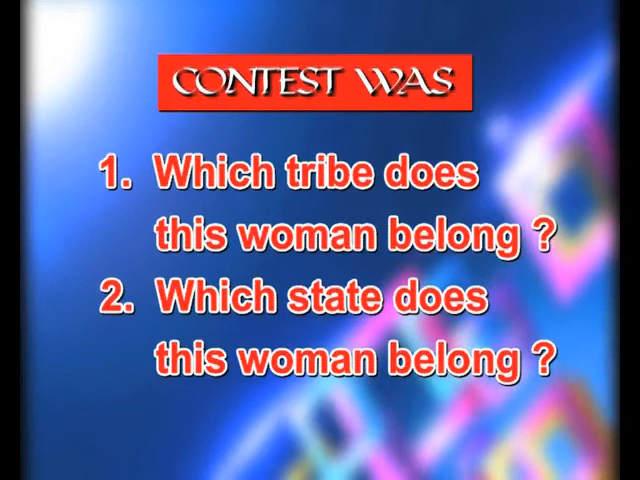 CONTEST WAS
1. Which tribe does
this woman belong ?
2. Which state does
this woman belong ?